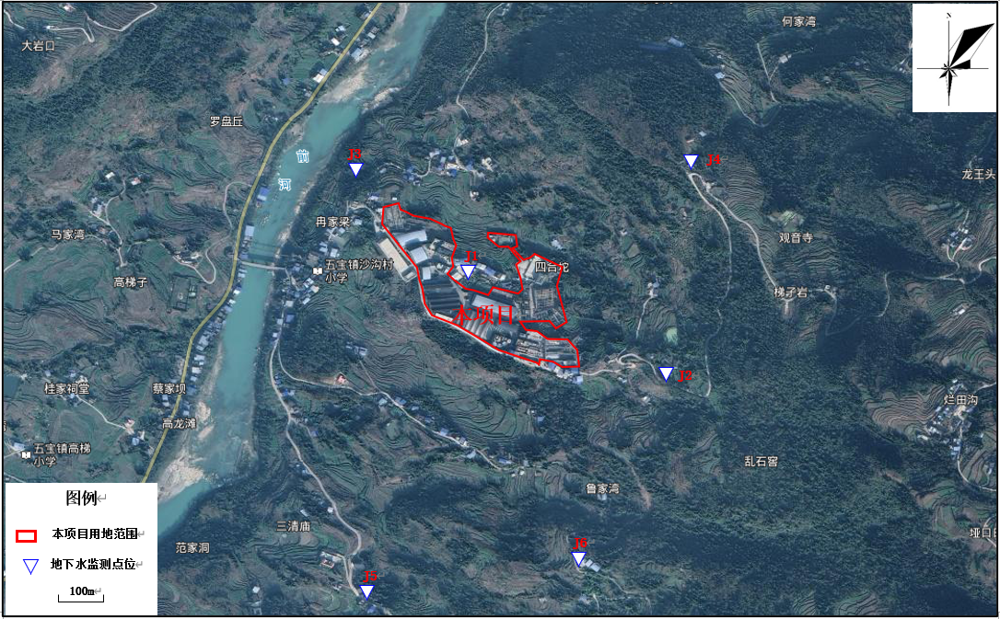 何家湾
N
大岩口
罗盘丘
前
河
J3
J4
龙王头
冉家梁
马家湾
观音寺
五宝镇沙沟村
小学
J1
四合坨
高梯子
梯子岩
本项目
J2
桂家祠堂
蔡家坝
烂田沟
高龙滩
五宝镇高梯
小学
乱石窖
鲁家湾
图例
本项目用地范围
地下水监测点位
100m
三清庙
范家洞
垭口
J6
J5